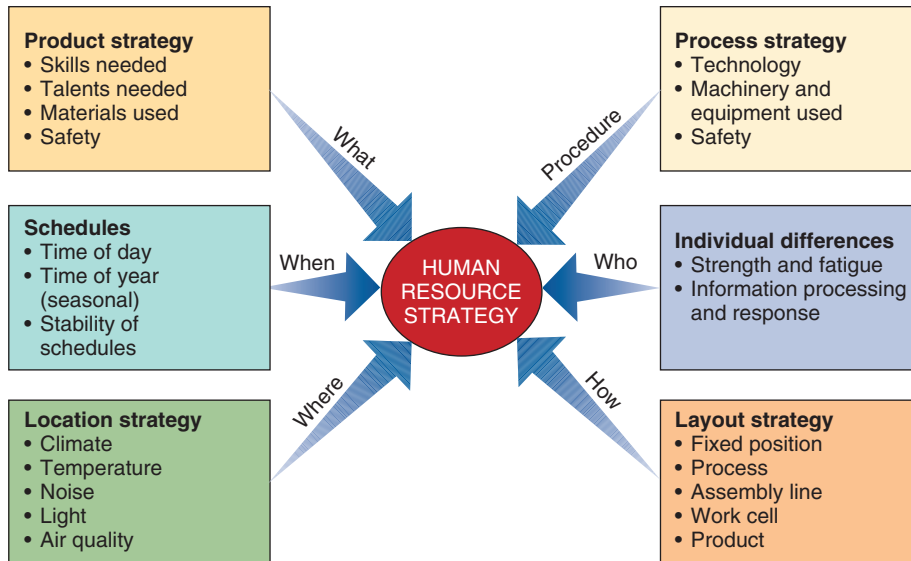 Product strategy
• Skills needed
• Talents needed
• Materials used
• Safety
What
Process strategy
• Technology
• Machinery and
equipment used
• Safety
Procedure
Schedules
• Time of day
• Time of year
(seasonal)
• Stability of
schedules
When
HUMAN
RESOURCE
STRATEGY
Who
Individual differences
• Strength and fatigue
• Information processing
and response
Location strategy
• Climate
• Temperature
• Noise
• Light
• Air quality
Where
How
Layout strategy
• Fixed position
• Process
• Assembly line
• Work cell
• Product